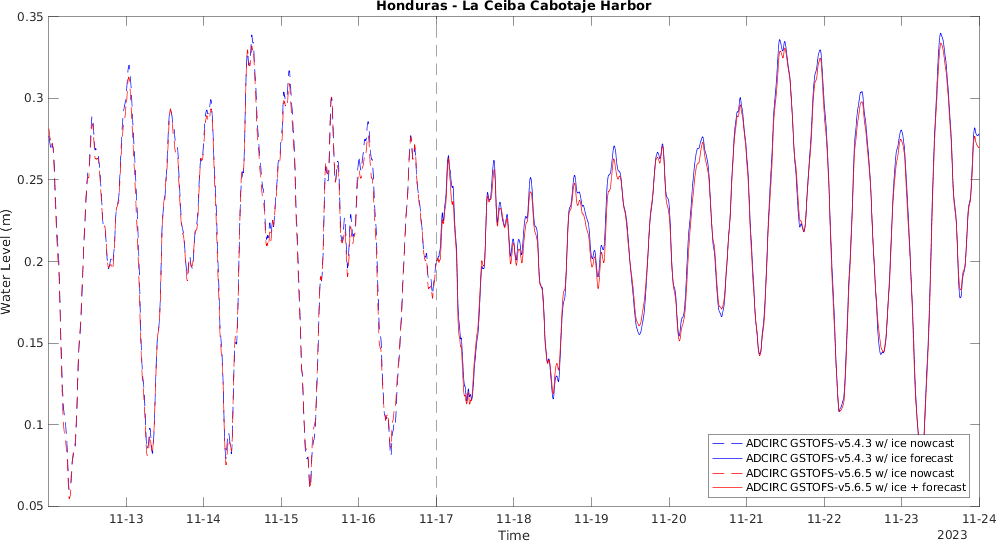 Honduras - La Ceiba Cabotaje Harbor
0.35
0.3
0.25
0.2
0.15
0.1
0.05
Water Level (m)
11-13 11-14 11-15 11-16 11-17 11-18 11-19 11-20 11-21 11-22 11-23 11-24
Time
2023
ADCIRC GSTOFS-v5.4.3 w/ ice nowcast
ADCIRC GSTOFS-v5.4.3 w/ ice forecast
ADCIRC GSTOFS-v5.6.5 w/ ice nowcast
ADCIRC GSTOFS-v5.6.5 w/ ice + forecast